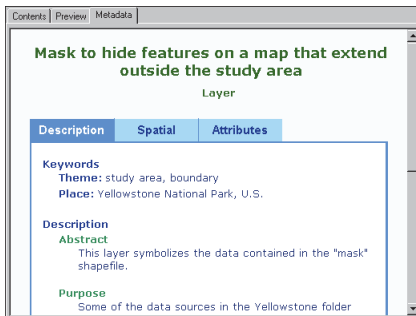 Contents Preview Metadata
Mask to hide features on a map that extend
outside the study area
Layer
Description Spatial Attributes
Keywords
Theme: study area, boundary
Place: Yellowstone National Park, U.S.
Description
Abstract
This layer symbolizes the data contained in the "mask"
shapefile.
Purpose
Some of the data sources in the Yellowstone folder